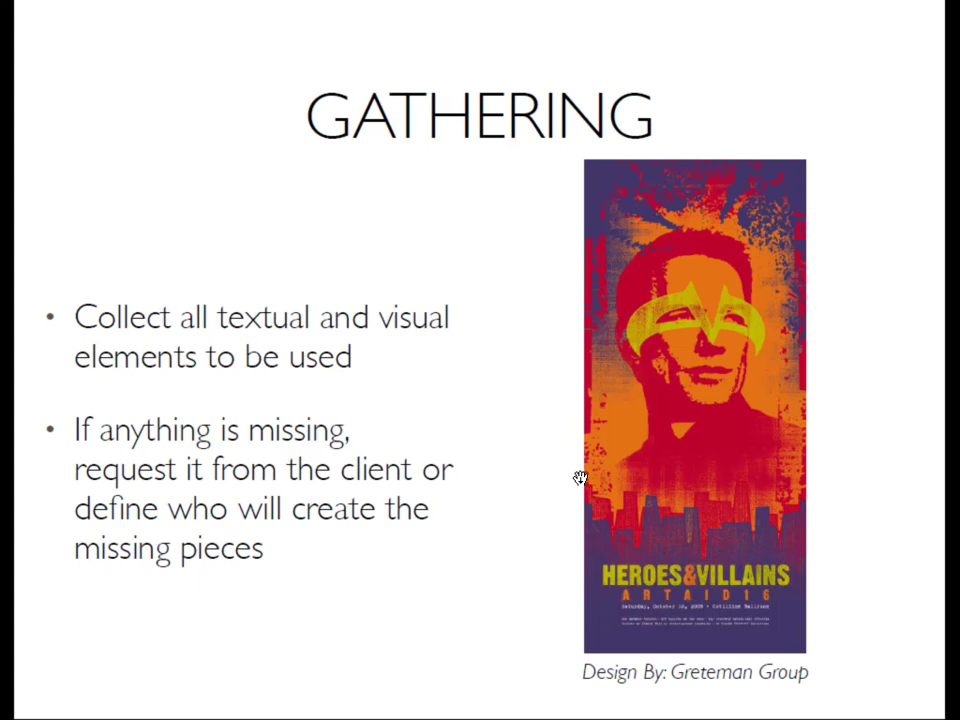 GATHERING
• Collect all textual and visual
elements to be used
• If anything is missing,
request it from the client or
define who will create the
missing pieces
HEROES&VILLAINS
ARTAID16
Design By: Greteman Group